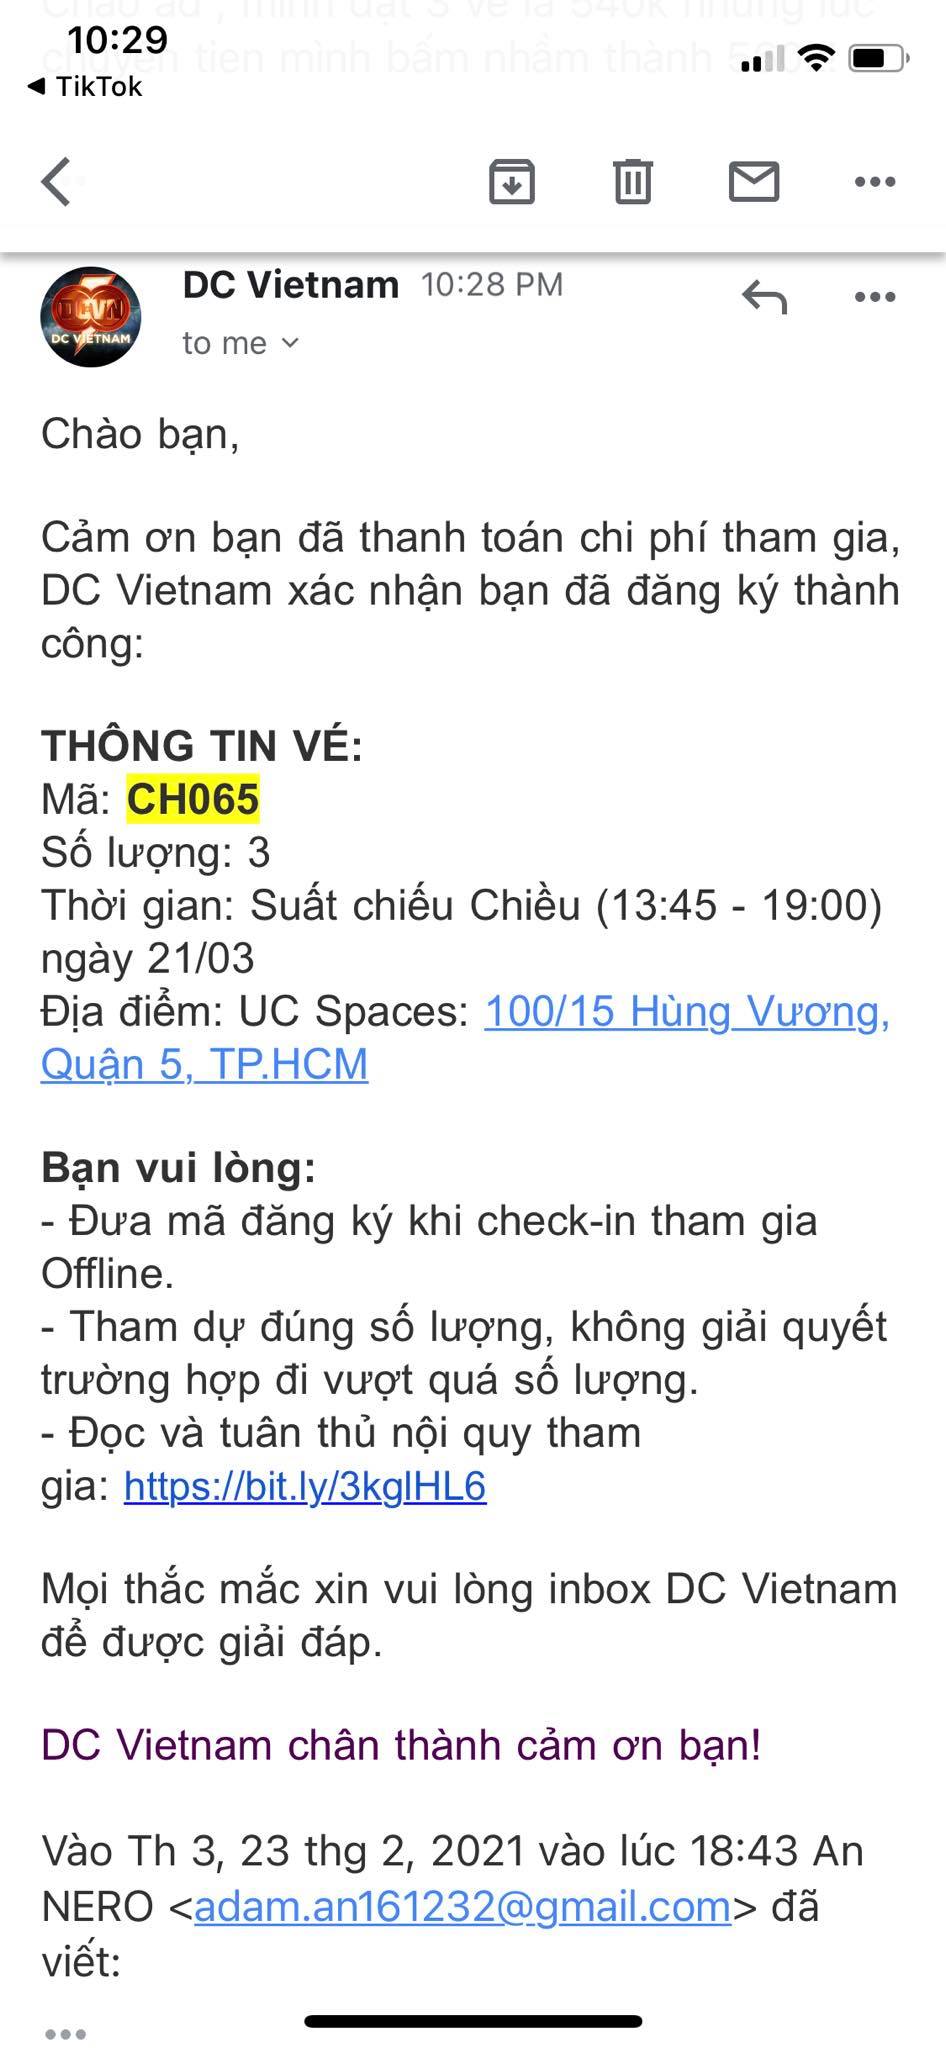 Chào ad , mình đặt 3 vé là 540k nhưng lúc
chuyển tien mình bấm nhầm thành
10:29
TikTok
DCVN
DC VIETNAM
DC Vietnam 10:28 PM
to me
Chào bạn,
Cảm ơn bạn đã thanh toán chi phí tham gia,
DC Vietnam xác nhận bạn đã đăng ký thành
công:
THÔNG TIN VÉ:
Mã: CH065
Số lượng: 3
Thời gian: Suất chiếu Chiều (13:45 - 19:00)
ngày 21/03
Địa điểm: UC Spaces: 100/15 Hùng Vương,
Quận 5, TP.HCM
Bạn vui lòng:
- Đưa mã đăng ký khi check-in tham gia
Offline.
- Tham dự đúng số lượng, không giải quyết
trường hợp đi vượt quá số lượng.
- Đọc và tuân thủ nội quy tham
gia: https://bit.ly/3kglHL6
Mọi thắc mắc xin vui lòng inbox DC Vietnam
để được giải đáp.
DC Vietnam chân thành cảm ơn bạn!
Vào Th 3, 23 thg 2, 2021 vào lúc 18:43 An
NERO <adam.an161232@gmail.com> đã
viết: